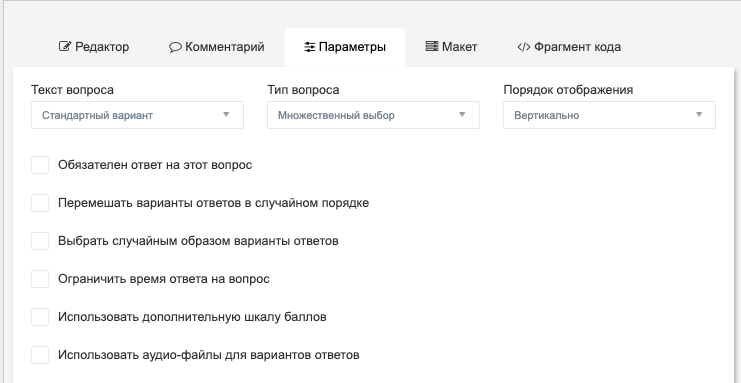 Редактор Комментарий Параметры Макет Фрагмент кода
Текст вопроса Тип вопроса Порядок отображения
Стандартный вариант Множественный выбор Вертикально
Обязателен ответ на этот вопрос
Перемешать варианты ответов в случайном порядке
Выбрать случайным образом варианты ответов
Ограничить время ответа на вопрос
Использовать дополнительную шкалу баллов
Использовать аудио-файлы для вариантов ответов